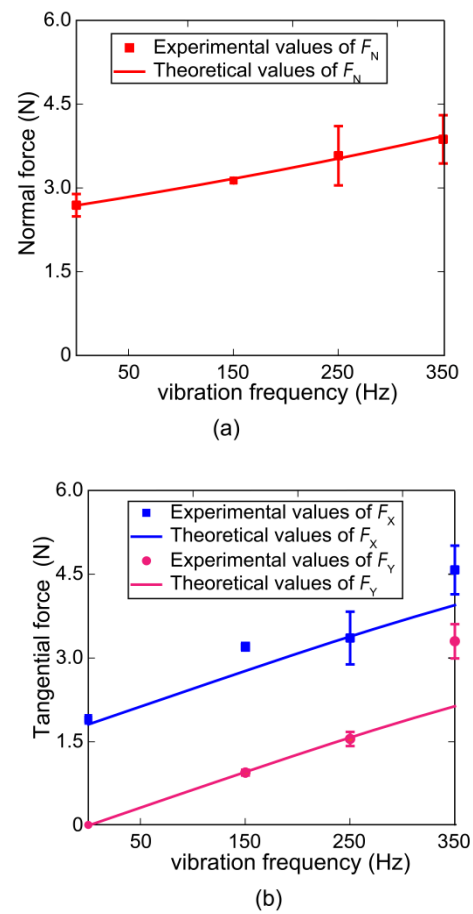 6.0
Experimental values of F_N
Theoretical values of F_N
4.5
3.0
1.5
0
Normal force (N)
50 150 250 350
vibration frequency (Hz)
(a)
6.0
Experimental values of F_X
Theoretical values of F_X
Experimental values of F_Y
Theoretical values of F_Y
4.5
3.0
1.5
0
Tangential force (N)
50 150 250 350
vibration frequency (Hz)
(b)